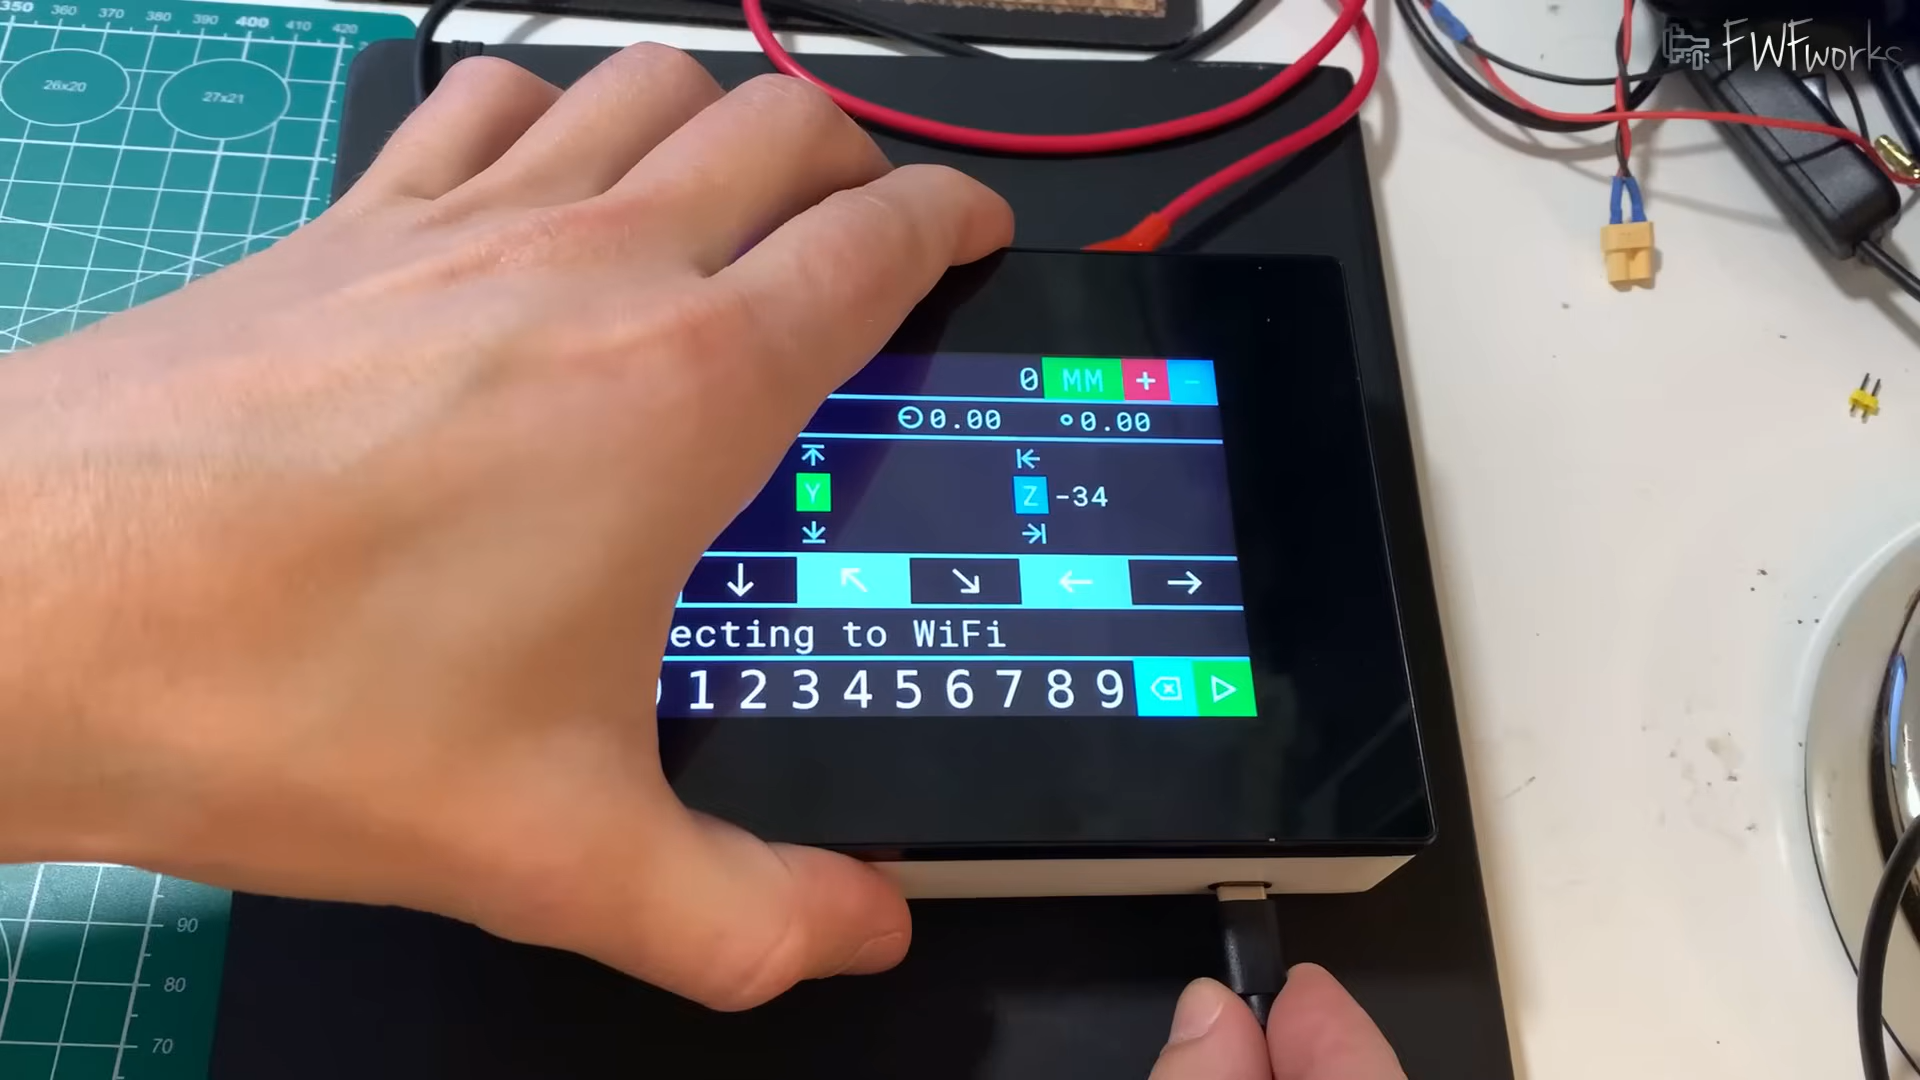 350 360 370 380 390 400 410 420
FWFworks
26x20
27x21
0 MM + -
0.00 0.00
Y
Z -34
ecting to WiFi
1 2 3 4 5 6 7 8 9
90
80
70